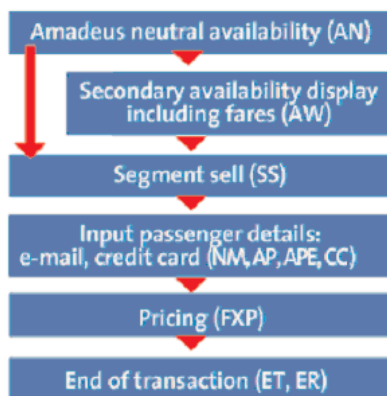 Amadeus neutral availability (AN)
Secondary availability display
including fares (AW)
Segment sell (SS)
Input passenger details:
e-mail, credit card (NM, AP, APE, CC)
Pricing (FXP)
End of transaction (ET, ER)